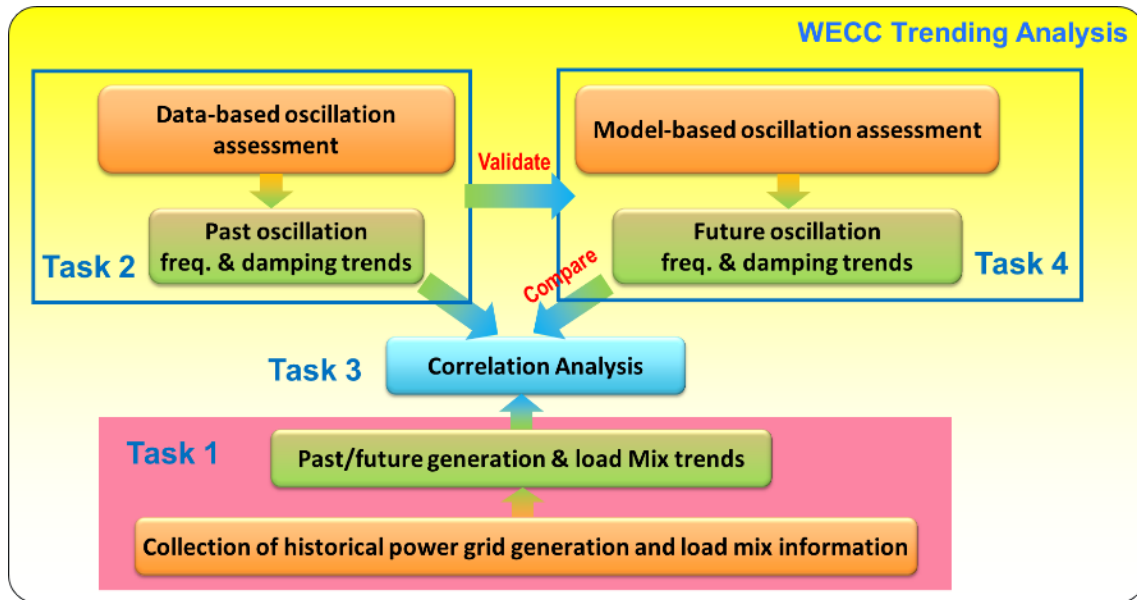 WECC Trending Analysis
Data-based oscillation
assessment
Past oscillation
freq. & damping trends
Task 2
Validate
Model-based oscillation assessment
Future oscillation
freq. & damping trends
Task 4
Compare
Task 3
Correlation Analysis
Task 1
Past/future generation & load Mix trends
Collection of historical power grid generation and load mix information